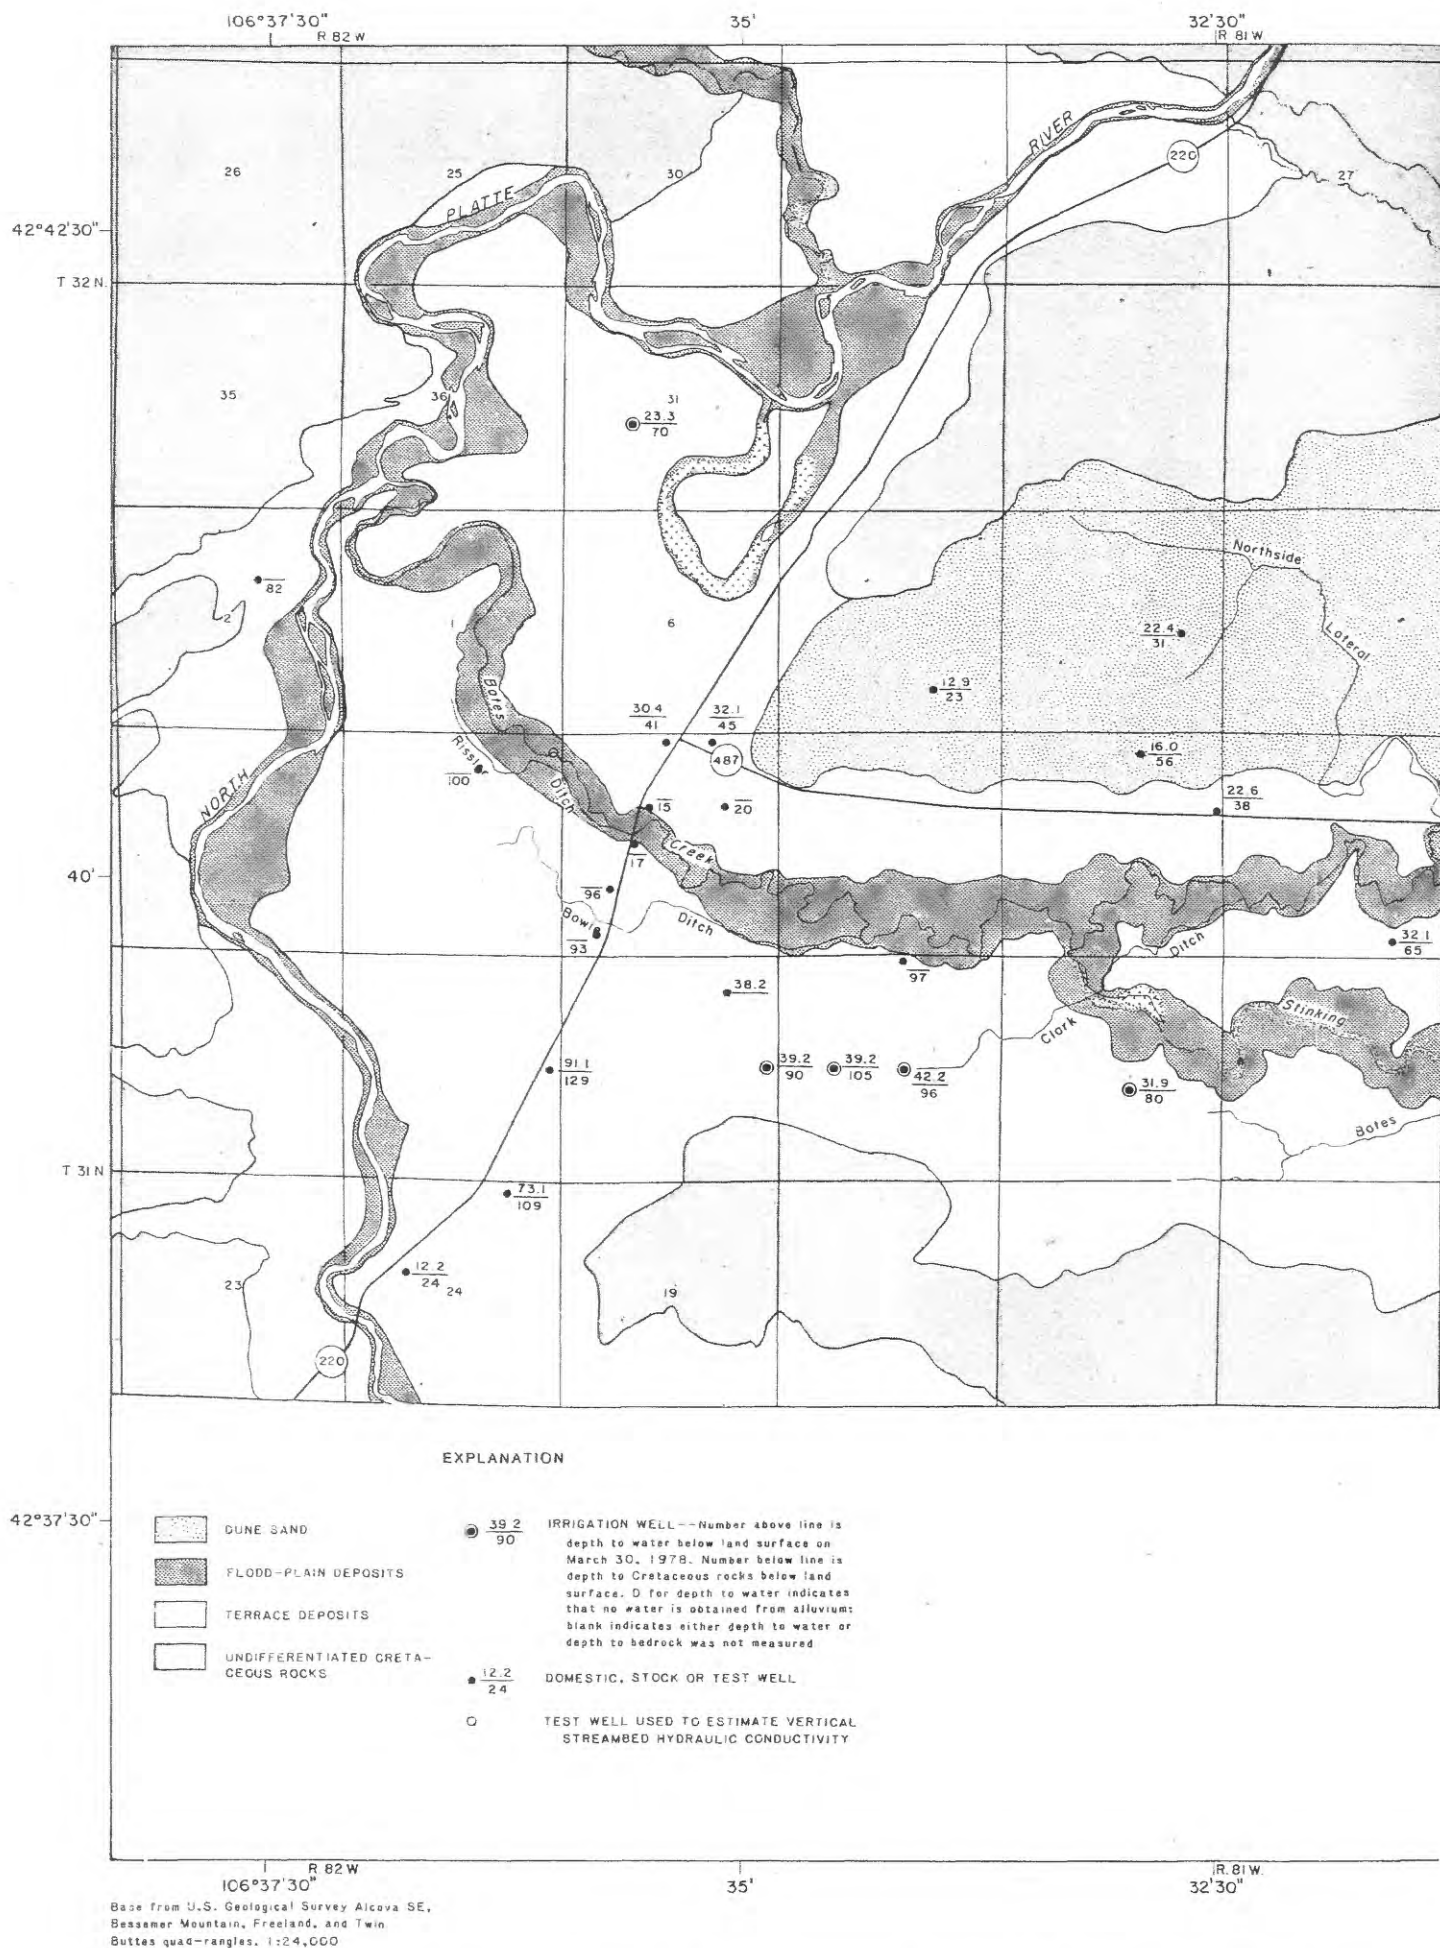 106°37'30"
35'
32'30"
R 82 W
R 81 W
RIVER
220
26
25
30
27
PLATTE
42°42'30"
T 32 N.
35
36
31
23.3
70
Northside
82
2
1
6
22.4
31
Lateral
12.9
23
Bates
30.4
41
32.1
45
16.0
56
487
Rissler
100
NORTH
Ditch
15
20
22.6
38
17
Creek
40'
96
Ditch
93
Ditch
32.1
65
97
38.2
Stinking
Clark
91.1
129
39.2
90
39.2
105
42.2
96
31.9
80
Bates
T 31 N
73.1
109
12.2
24
24
23
19
220
EXPLANATION
42°37'30"
DUNE SAND
FLODD-PLAIN DEPOSITS
TERRACE DEPOSITS
UNDIFFERENTIATED CRETA-
CEOUS ROCKS
39 2
90
IRRIGATION WELL--Number above line is
depth to water below land surface on
March 30, 1978. Number below line is
depth to Cretaceous rocks below land
surface. D for depth to water indicates
that no water is obtained from alluvium;
blank indicates either depth to water or
depth to bedrock was not measured
12.2
24
DOMESTIC, STOCK OR TEST WELL
TEST WELL USED TO ESTIMATE VERTICAL
STREAMBED HYDRAULIC CONDUCTIVITY
R 82 W
R. 81 W.
106°37'30"
35'
32'30"
Base from U.S. Geological Survey Alcova SE,
Bessemer Mountain, Freeland, and Twin
Buttes quad-rangles, 1:24,000